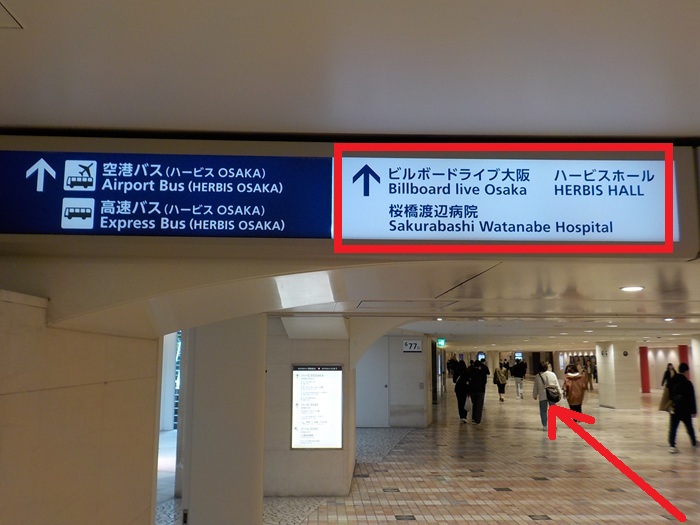 空港バス(ハービス OSAKA)
Airport Bus (HERBIS OSAKA)
高速バス(ハービス OSAKA)
Express Bus (HERBIS OSAKA)
ビルボードライブ大阪 ハービスホール
Billboard live Osaka HERBIS HALL
桜橋渡辺病院
Sakurabashi Watanabe Hospital